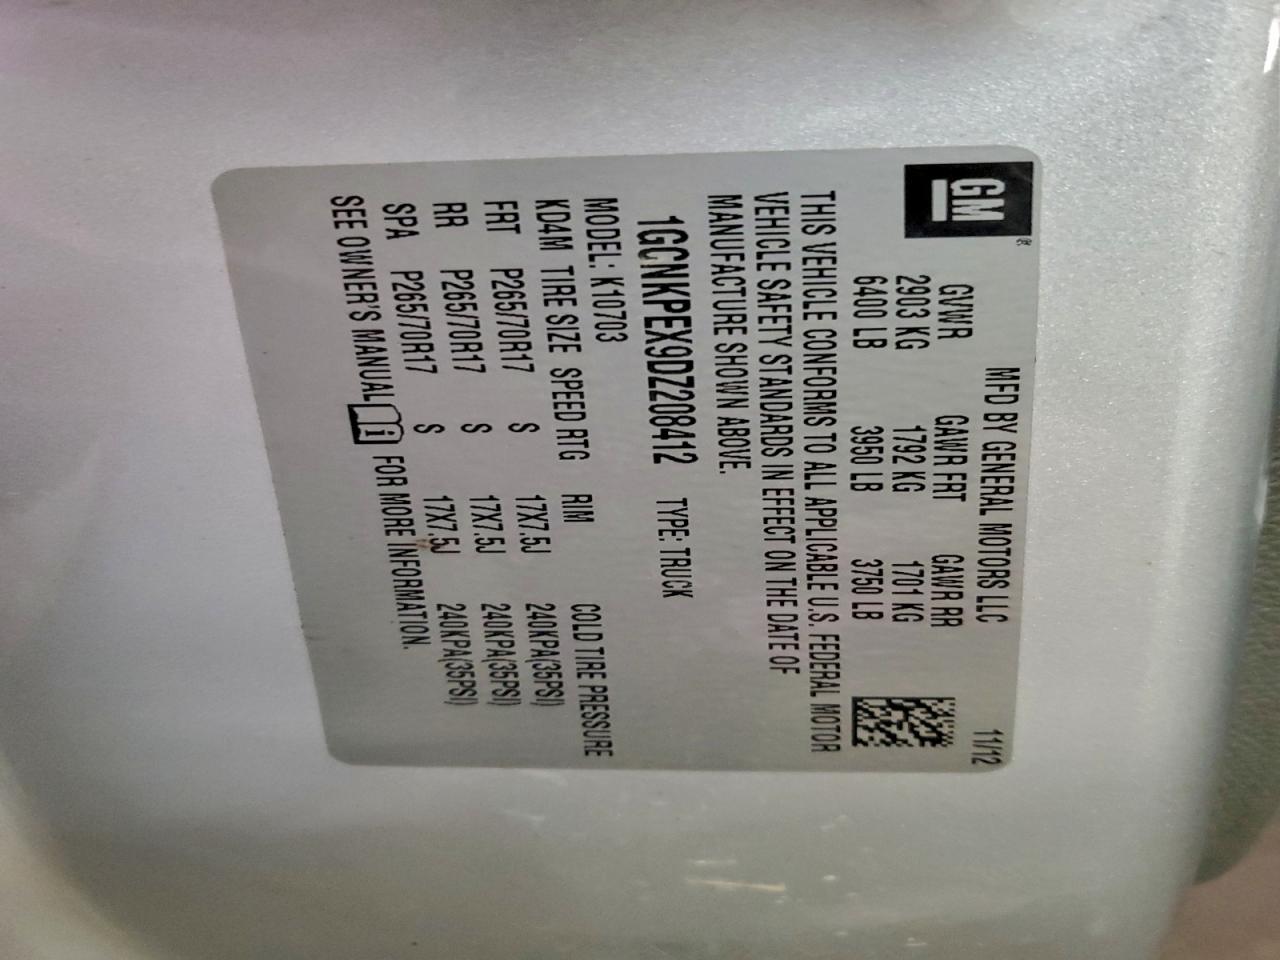 GM®
MFD BY GENERAL MOTORS LLC 11/12
GVWR GAWR FRT GAWR RR
2903 KG 1792 KG 1701 KG
6400 LB 3950 LB 3750 LB
THIS VEHICLE CONFORMS TO ALL APPLICABLE U.S. FEDERAL MOTOR
VEHICLE SAFETY STANDARDS IN EFFECT ON THE DATE OF
MANUFACTURE SHOWN ABOVE.
1GCNKPEX9DZ208412 TYPE: TRUCK
MODEL: K10703
KD4M TIRE SIZE SPEED RTG RIM COLD TIRE PRESSURE
FRT P265/70R17 S 17X7.5J 240KPA(35PSI)
RR P265/70R17 S 17X7.5J 240KPA(35PSI)
SPA P265/70R17 S 17X7.5J 240KPA(35PSI)
SEE OWNER'S MANUAL i FOR MORE INFORMATION.